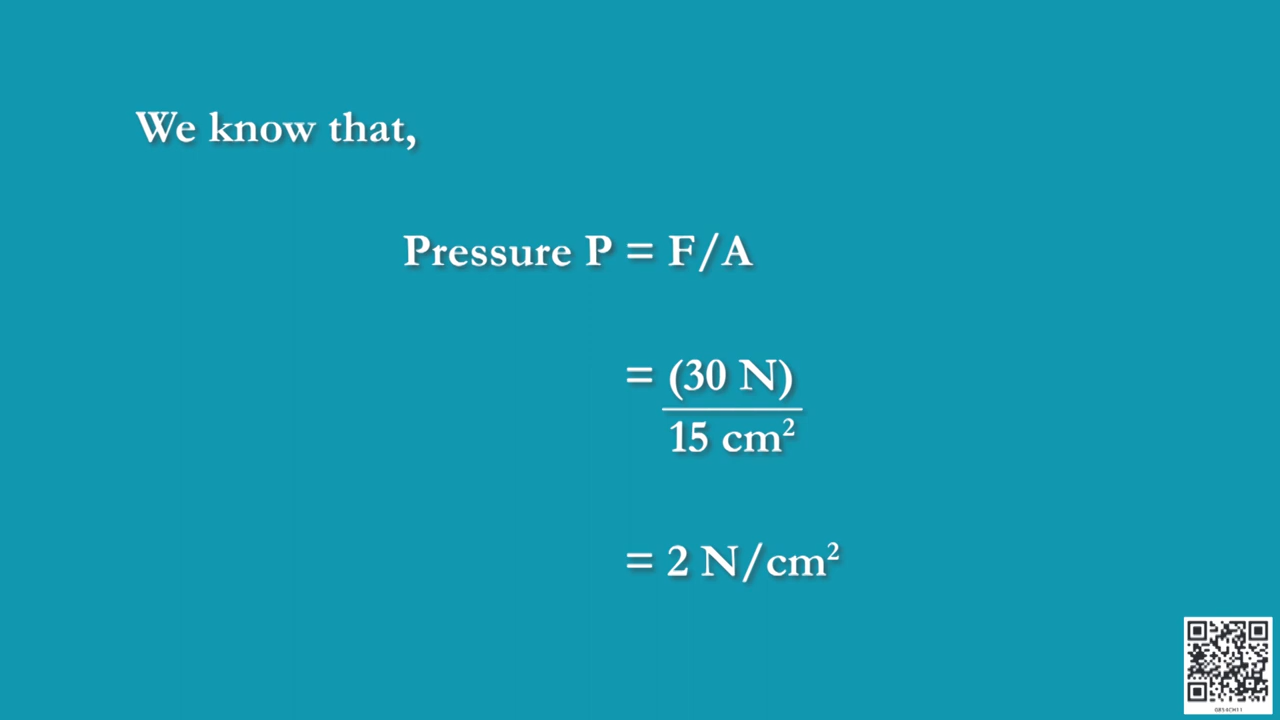 We know that,
Pressure P = F/A
= (30 N)
15 cm²
= 2 N/cm²